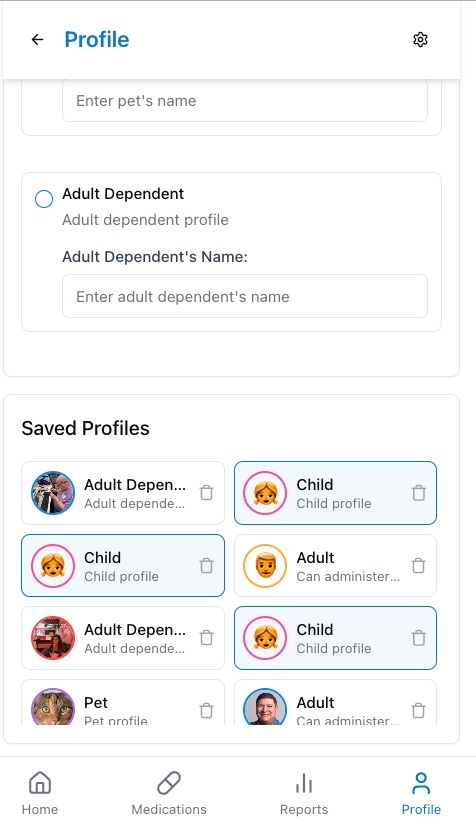 Profile
Enter pet's name
Adult Dependent
Adult dependent profile
Adult Dependent's Name:
Enter adult dependent's name
Saved Profiles
Adult Depen...
Adult depende...
Child
Child profile
Child
Child profile
Adult
Can administer...
Adult Depen...
Adult depende...
Child
Child profile
Pet
Pet profile
Adult
Can administer...
Home
Medications
Reports
Profile